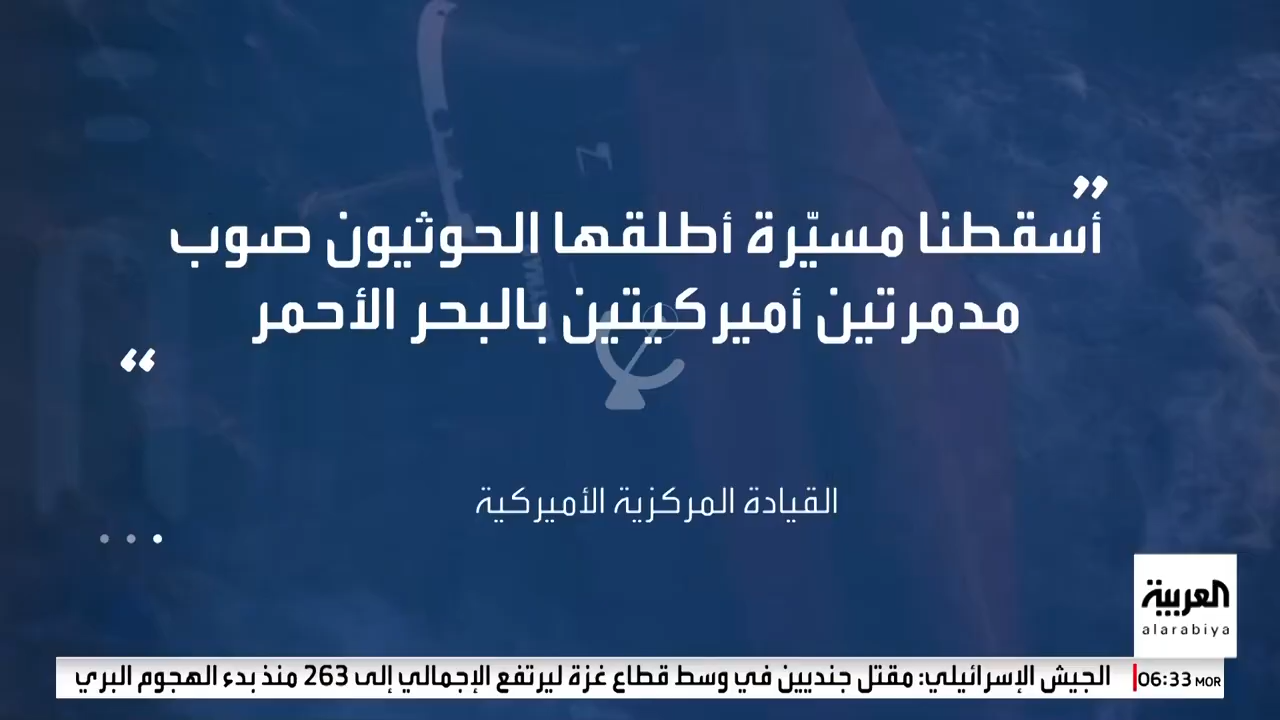 ”
أسقطنا مسيّرة أطلقها الحوثيون صوب
مدمرتين أميركيتين بالبحر الأحمر
“
القيادة المركزية الأميركية
العربية
alarabiya
06:33 MOR
الجيش الإسرائيلي: مقتل جنديين في وسط قطاع غزة ليرتفع الإجمالي إلى 263 منذ بدء الهجوم البري